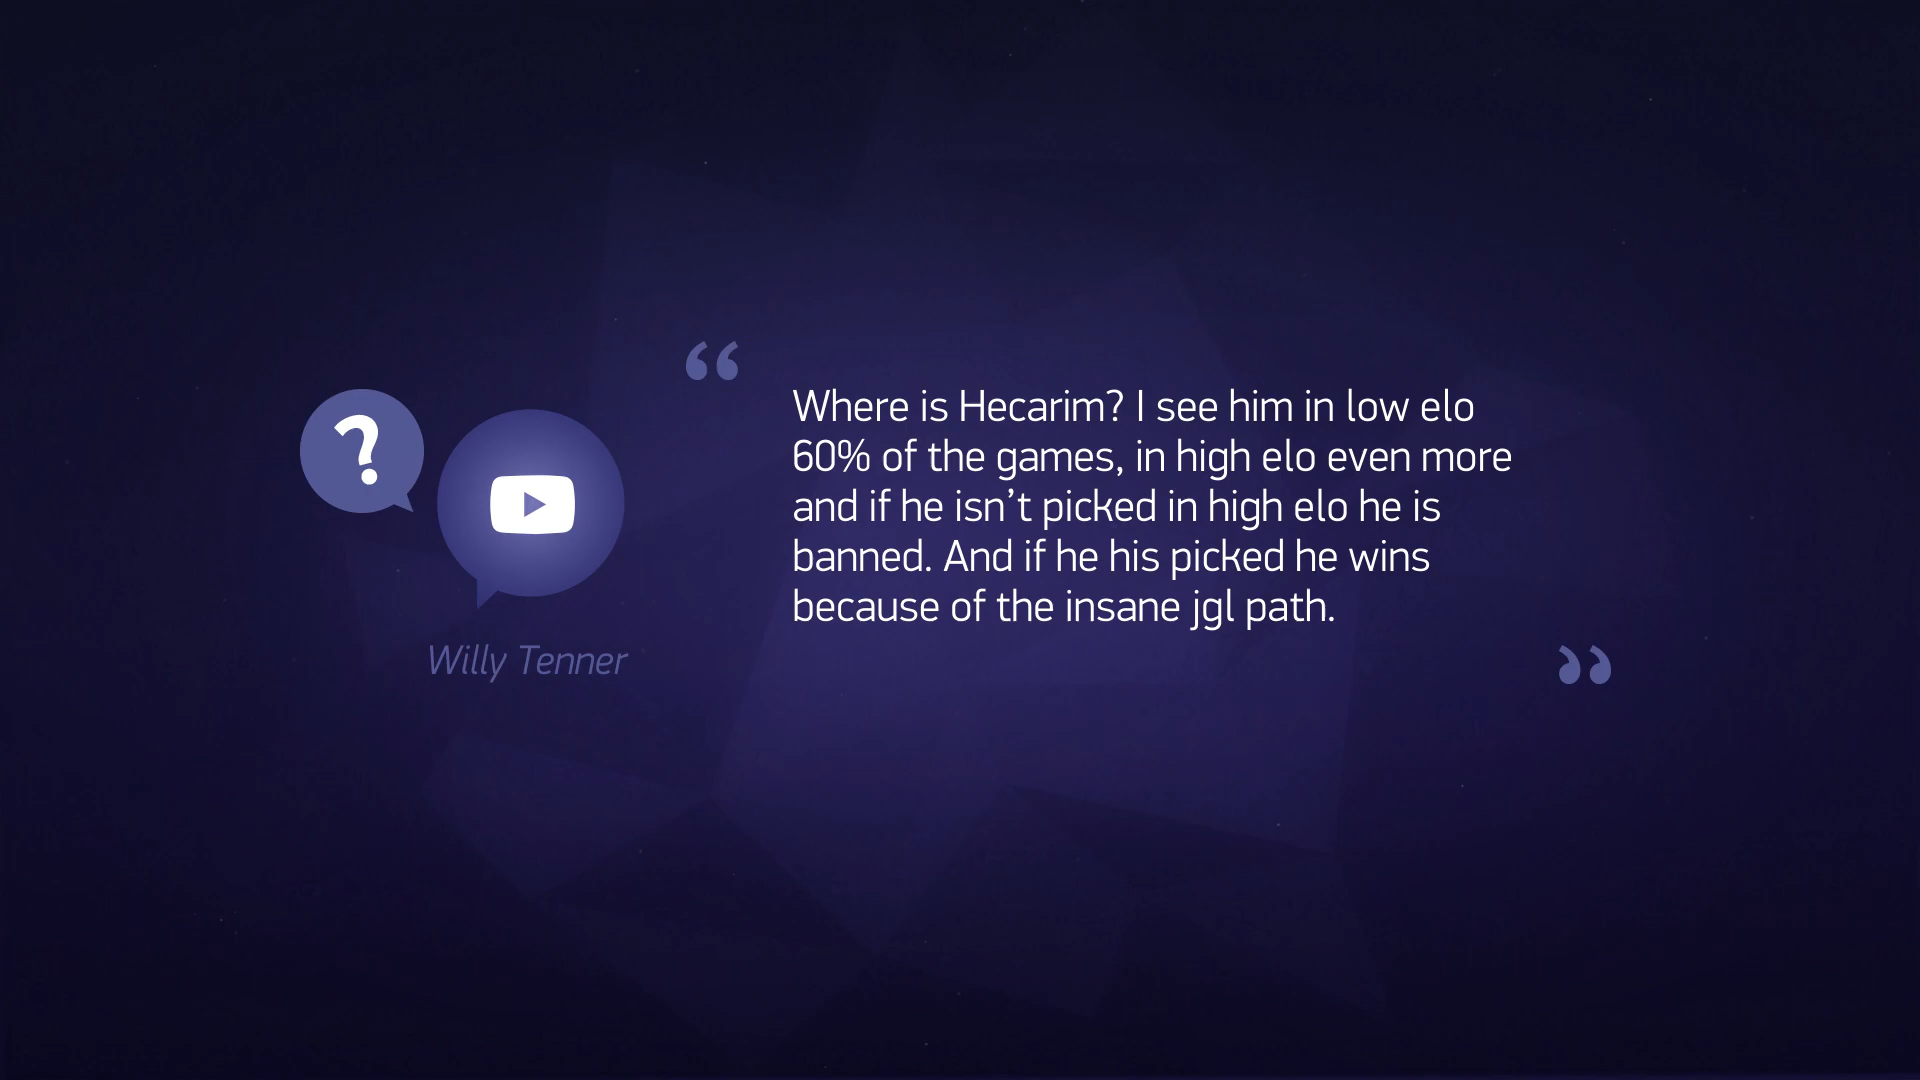 ?
“
Where is Hecarim? I see him in low elo
60% of the games, in high elo even more
and if he isn’t picked in high elo he is
banned. And if he his picked he wins
because of the insane jgl path.
”
Willy Tenner